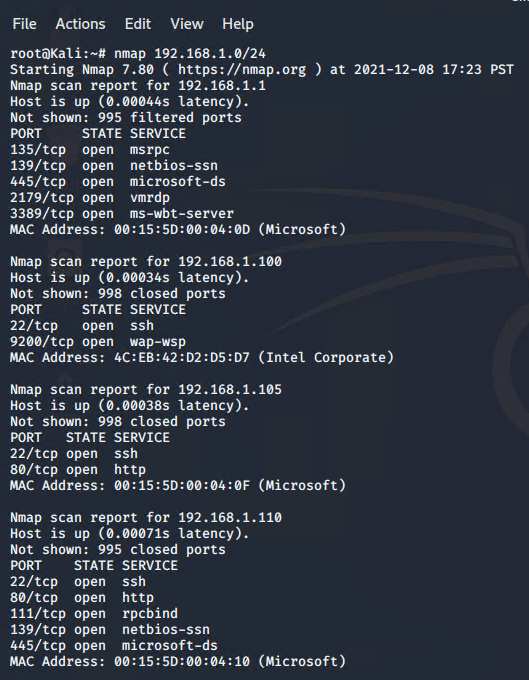 File Actions Edit View Help
root@Kali:~# nmap 192.168.1.0/24
Starting Nmap 7.80 ( https://nmap.org ) at 2021-12-08 17:23 PST
Nmap scan report for 192.168.1.1
Host is up (0.00044s latency).
Not shown: 995 filtered ports
PORT     STATE SERVICE
135/tcp  open  msrpc
139/tcp  open  netbios-ssn
445/tcp  open  microsoft-ds
2179/tcp open  vmrdp
3389/tcp open  ms-wbt-server
MAC Address: 00:15:5D:00:04:0D (Microsoft)

Nmap scan report for 192.168.1.100
Host is up (0.00034s latency).
Not shown: 998 closed ports
PORT     STATE SERVICE
22/tcp   open  ssh
9200/tcp open  wap-wsp
MAC Address: 4C:EB:42:D2:D5:D7 (Intel Corporate)

Nmap scan report for 192.168.1.105
Host is up (0.00038s latency).
Not shown: 998 closed ports
PORT   STATE SERVICE
22/tcp open  ssh
80/tcp open  http
MAC Address: 00:15:5D:00:04:0F (Microsoft)

Nmap scan report for 192.168.1.110
Host is up (0.00071s latency).
Not shown: 995 closed ports
PORT    STATE SERVICE
22/tcp  open  ssh
80/tcp  open  http
111/tcp open  rpcbind
139/tcp open  netbios-ssn
445/tcp open  microsoft-ds
MAC Address: 00:15:5D:00:04:10 (Microsoft)